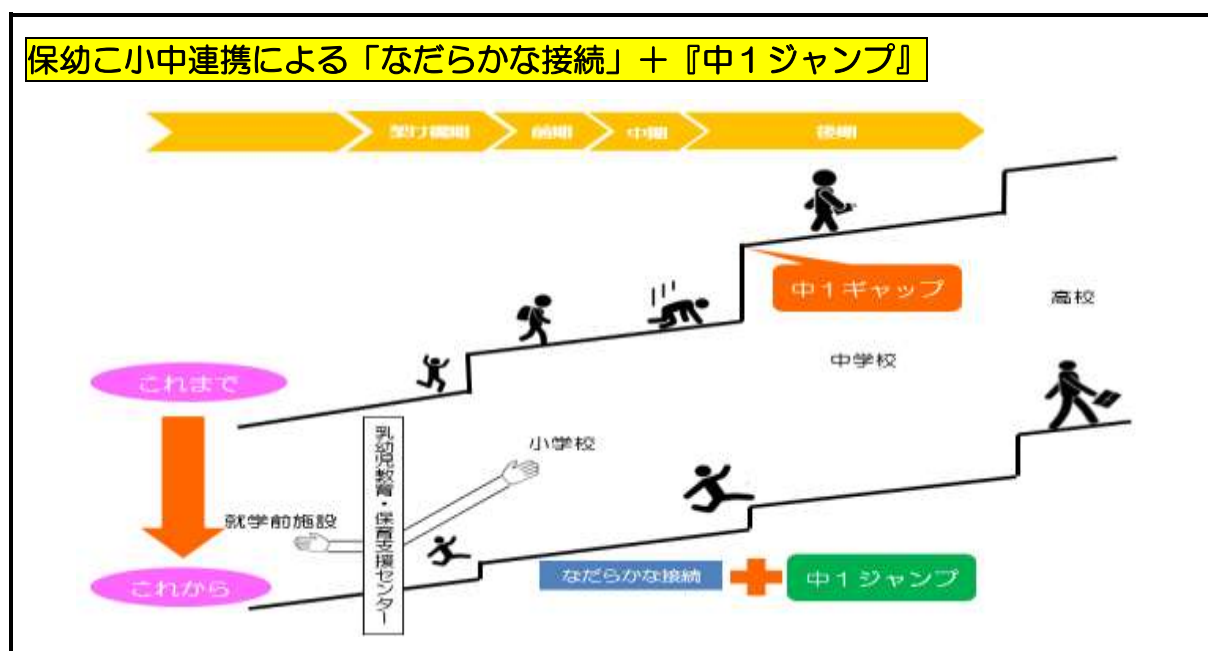 保幼こ小中連携による「なだらかな接続」+『中1ジャンプ』
架け橋期
前期
中期
後期
中1ギャップ
高校
中学校
これまで
小学校
乳幼児教育・保育支援センター
就学前施設
これから
なだらかな接続
中1ジャンプ